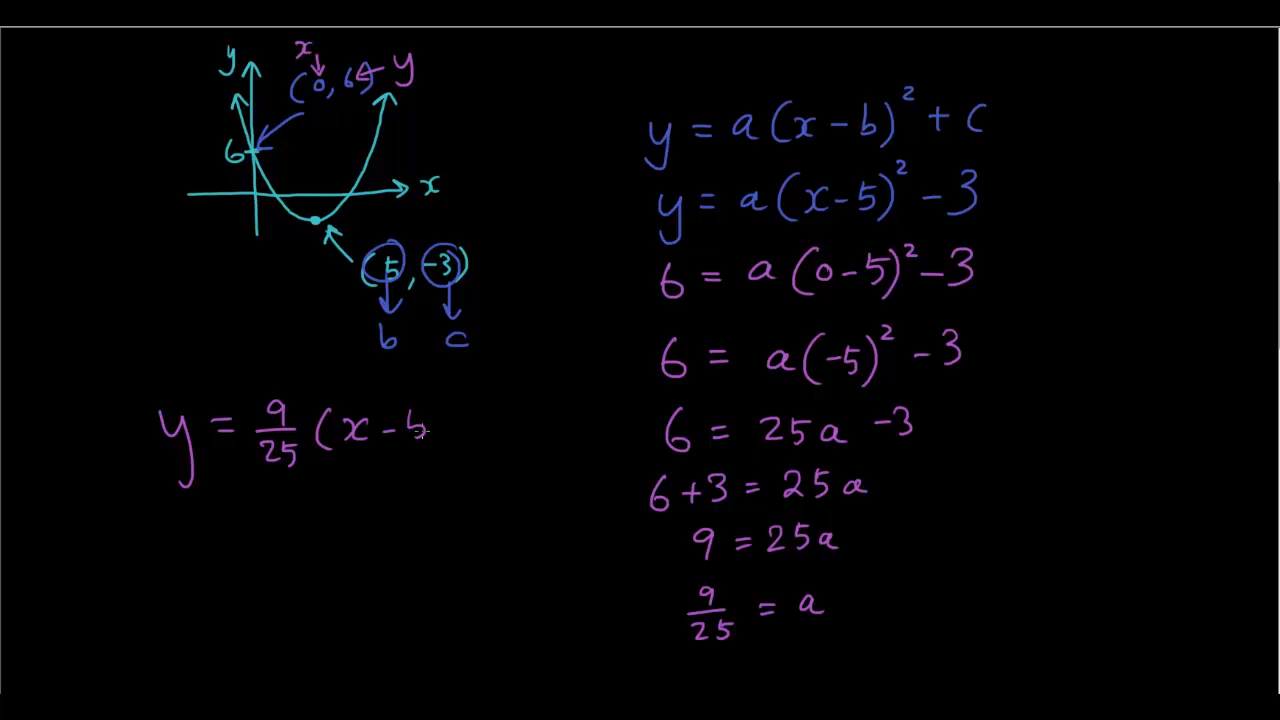 y
x
(0, 6)
y
6
x
(5, -3)
b
c
y = 9/25 (x - 5
y = a(x - b)² + c
y = a(x - 5)² - 3
6 = a(0 - 5)² - 3
6 = a(-5)² - 3
6 = 25a - 3
6 + 3 = 25a
9 = 25a
9/25 = a